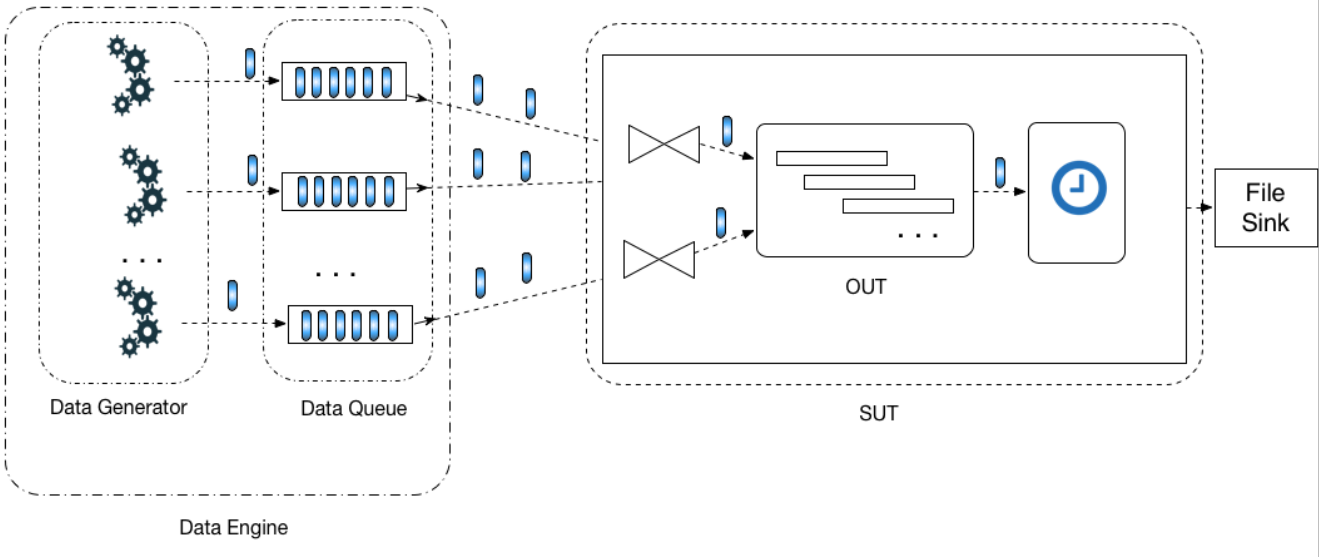 . . .
. . .
. . .
OUT
File
Sink
Data Generator
Data Queue
SUT
Data Engine